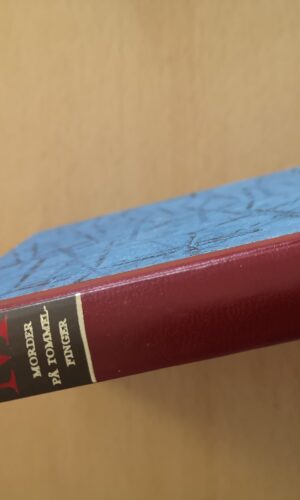 MORDER
PÅ TOMMEL-
FINGER